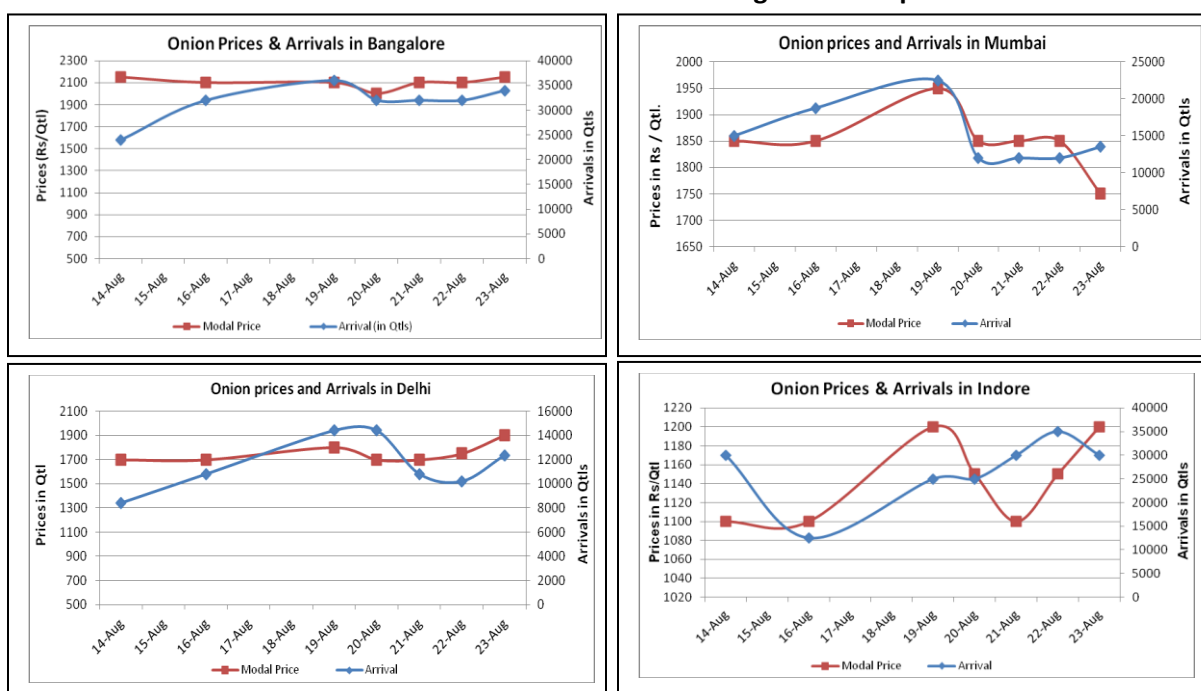 Onion Prices & Arrivals in Bangalore
Prices (Rs/Qtl)
2300
2100
1900
1700
1500
1300
1100
900
700
500
40000
35000
30000
25000
20000
15000
10000
5000
0
Arrivals in Qtls
14-Aug
15-Aug
16-Aug
17-Aug
18-Aug
19-Aug
20-Aug
21-Aug
22-Aug
23-Aug
Modal Price
Arrival (in Qtls)
Onion prices and Arrivals in Mumbai
Prices in Rs / Qtl.
2000
1950
1900
1850
1800
1750
1700
1650
25000
20000
15000
10000
5000
0
Arrivals in Qtls
14-Aug
15-Aug
16-Aug
17-Aug
18-Aug
19-Aug
20-Aug
21-Aug
22-Aug
23-Aug
Modal Price
Arrival
Onion prices and Arrivals in Delhi
Prices in Qtl
2100
1900
1700
1500
1300
1100
900
700
500
16000
14000
12000
10000
8000
6000
4000
2000
0
Arrivals in Qtls
14-Aug
15-Aug
16-Aug
17-Aug
18-Aug
19-Aug
20-Aug
21-Aug
22-Aug
23-Aug
Modal Price
Arrival
Onion Prices & Arrivals in Indore
Prices in Rs/Qtl
1220
1200
1180
1160
1140
1120
1100
1080
1060
1040
1020
40000
35000
30000
25000
20000
15000
10000
5000
0
Arrivals in Qtls
14-Aug
15-Aug
16-Aug
17-Aug
18-Aug
19-Aug
20-Aug
21-Aug
22-Aug
23-Aug
Modal Price
Arrival